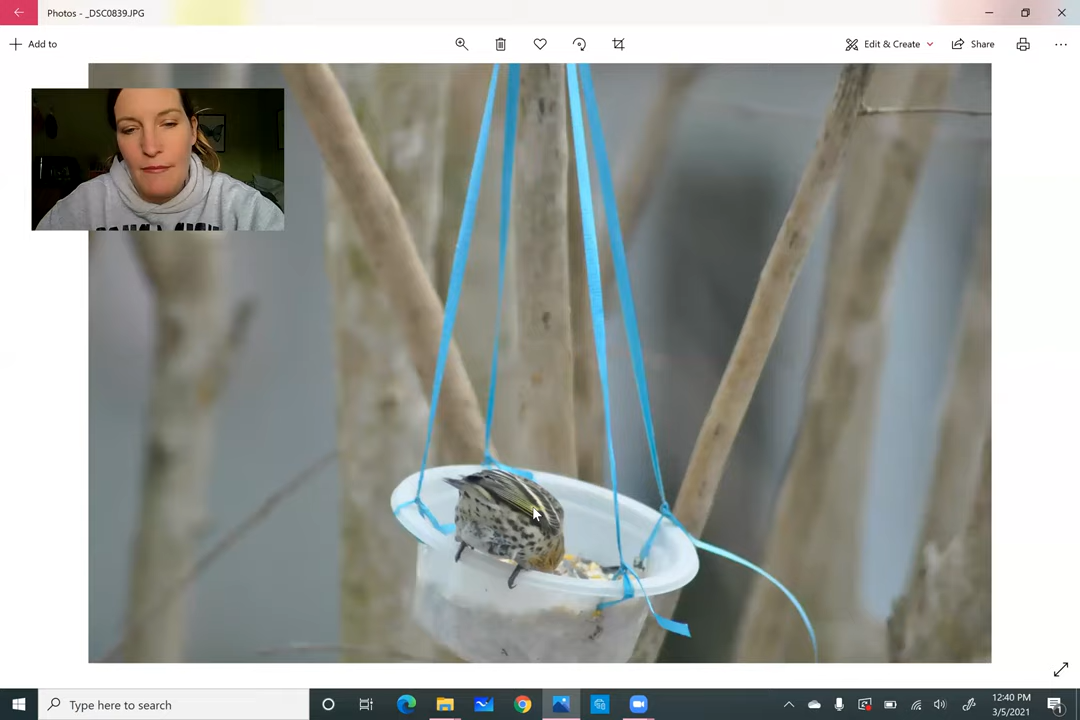 Photos - _DSC0839.JPG
Add to
Edit & Create
Share
Type here to search
12:40 PM
3/5/2021